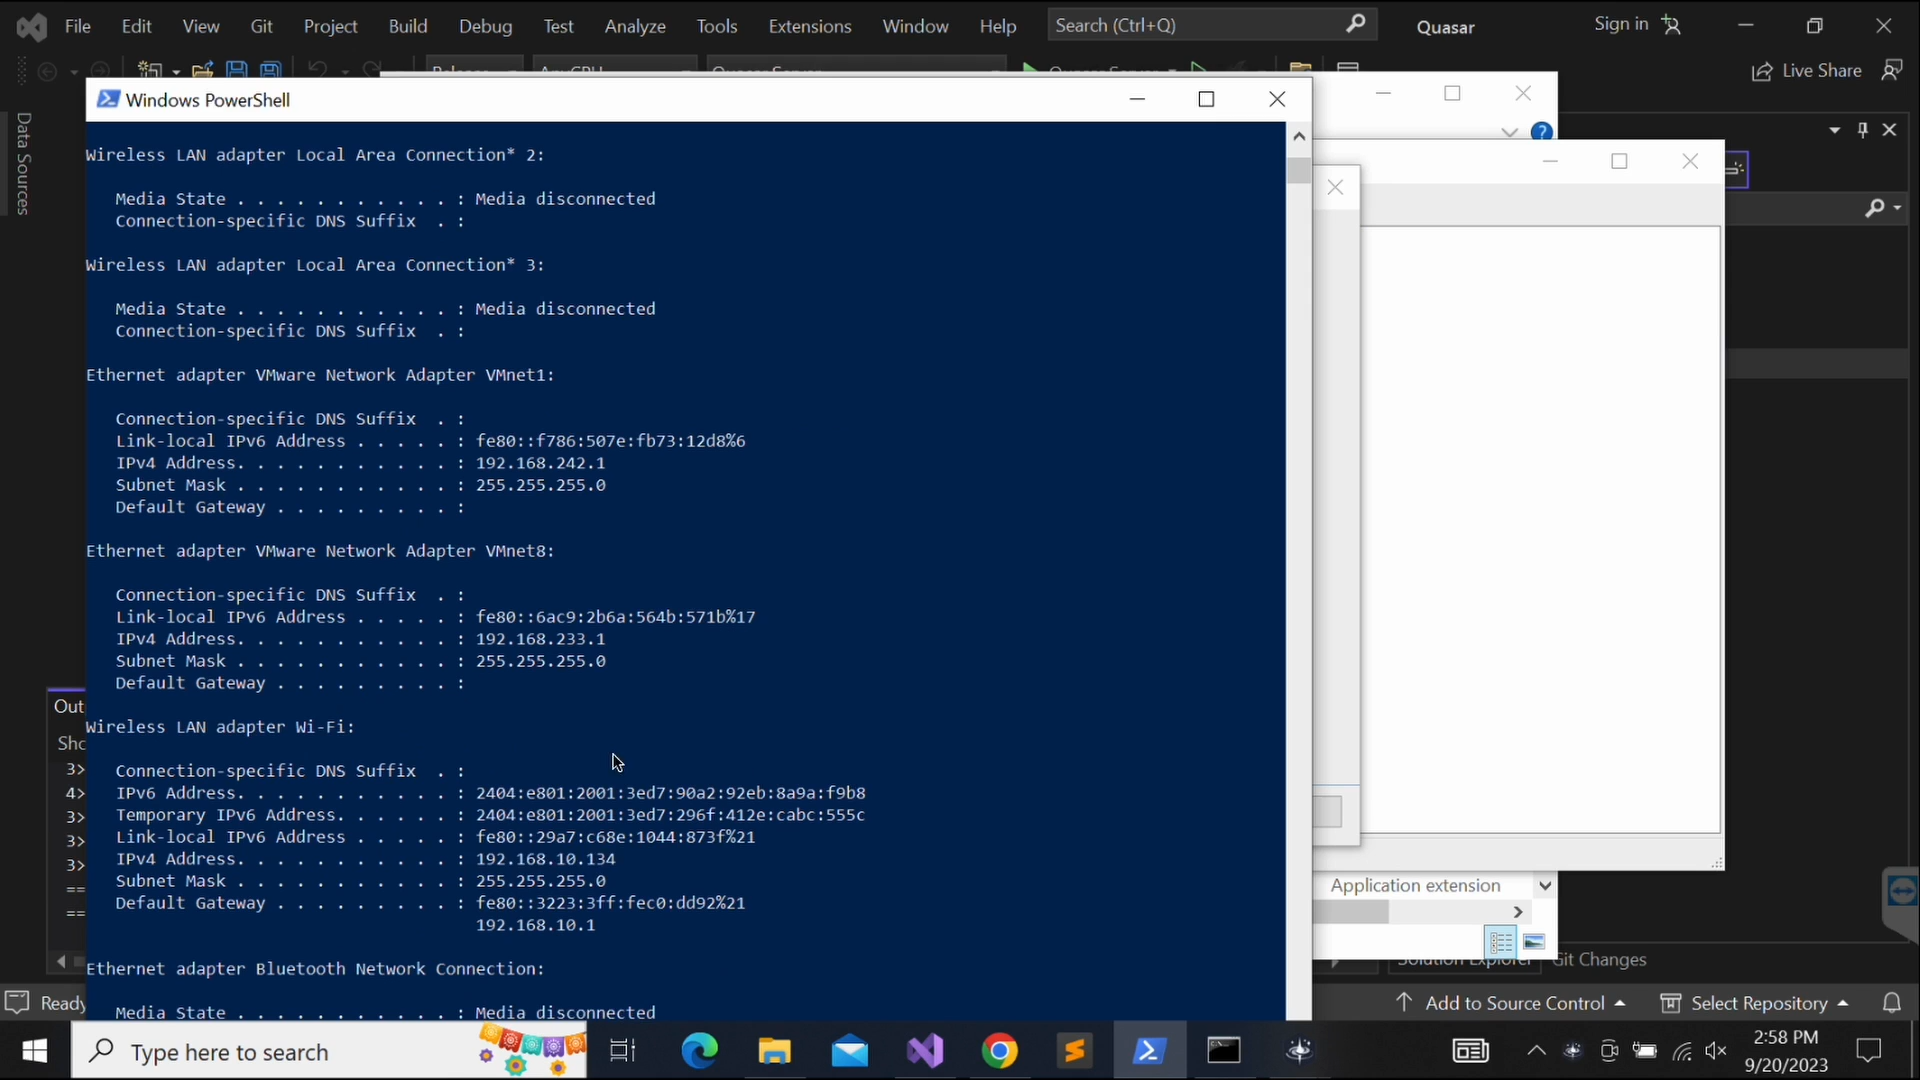 File Edit View Git Project Build Debug Test Analyze Tools Extensions Window Help Search (Ctrl+Q) Quasar Sign in
Live Share
Data Sources
Windows PowerShell
Wireless LAN adapter Local Area Connection* 2:
Media State . . . . . . . . . . . : Media disconnected
Connection-specific DNS Suffix  . :
Wireless LAN adapter Local Area Connection* 3:
Media State . . . . . . . . . . . : Media disconnected
Connection-specific DNS Suffix  . :
Ethernet adapter VMware Network Adapter VMnet1:
Connection-specific DNS Suffix  . :
Link-local IPv6 Address . . . . . : fe80::f786:507e:fb73:12d8%6
IPv4 Address. . . . . . . . . . . : 192.168.242.1
Subnet Mask . . . . . . . . . . . : 255.255.255.0
Default Gateway . . . . . . . . . :
Ethernet adapter VMware Network Adapter VMnet8:
Connection-specific DNS Suffix  . :
Link-local IPv6 Address . . . . . : fe80::6ac9:2b6a:564b:571b%17
IPv4 Address. . . . . . . . . . . : 192.168.233.1
Subnet Mask . . . . . . . . . . . : 255.255.255.0
Default Gateway . . . . . . . . . :
Wireless LAN adapter Wi-Fi:
Connection-specific DNS Suffix  . :
IPv6 Address. . . . . . . . . . . : 2404:e801:2001:3ed7:90a2:92eb:8a9a:f9b8
Temporary IPv6 Address. . . . . . : 2404:e801:2001:3ed7:296f:412e:cabc:555c
Link-local IPv6 Address . . . . . : fe80::29a7:c68e:1044:873f%21
IPv4 Address. . . . . . . . . . . : 192.168.10.134
Subnet Mask . . . . . . . . . . . : 255.255.255.0
Default Gateway . . . . . . . . . : fe80::3223:3ff:fec0:dd92%21
192.168.10.1
Ethernet adapter Bluetooth Network Connection:
Media State . . . . . . . . . . . : Media disconnected
Out
Sho
3>
4>
3>
3>
3>
==
==
Application extension
Solution Explorer Git Changes
Ready
Add to Source Control Select Repository
Type here to search
2:58 PM
9/20/2023